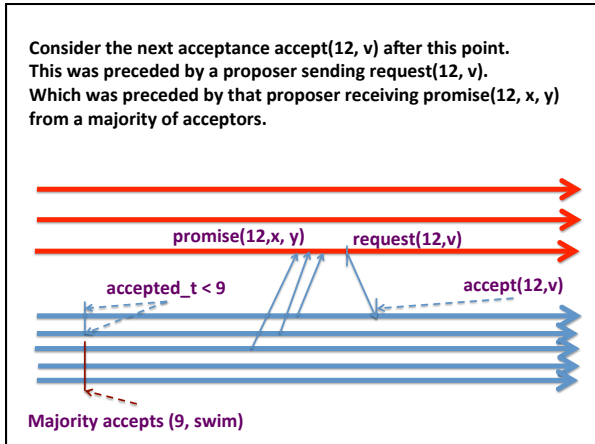 Consider the next acceptance accept(12, v) after this point.
This was preceded by a proposer sending request(12, v).
Which was preceded by that proposer receiving promise(12, x, y)
from a majority of acceptors.
promise(12,x, y)
request(12,v)
accepted_t < 9
accept(12,v)
Majority accepts (9, swim)